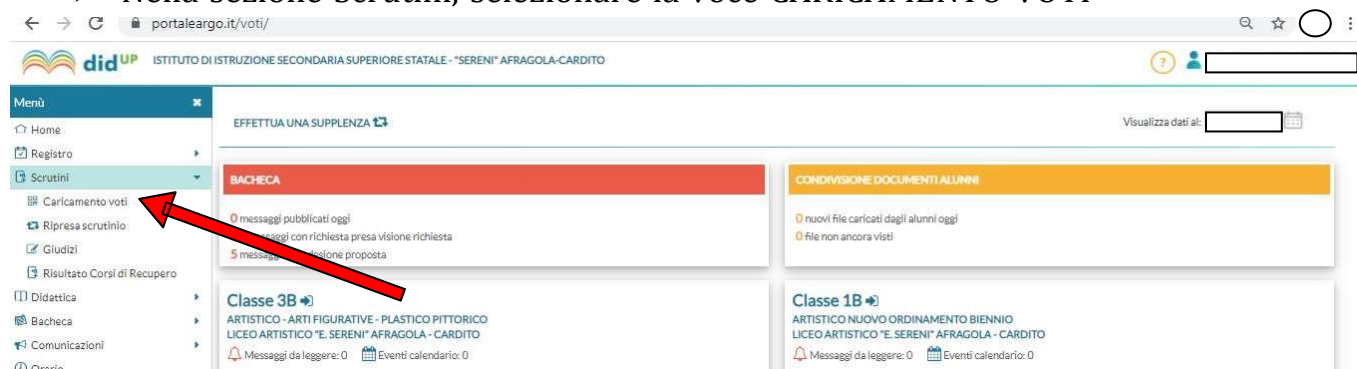 Nella sezione Scrutini, selezionare la voce CARICAMENTO VOTI
portaleargo.it/voti/
didUP ISTITUTO DI ISTRUZIONE SECONDARIA SUPERIORE STATALE - "SERENI" AFRAGOLA-CARDITO ?
Menù
Home
Registro
Scrutini
Caricamento voti
Ripresa scrutinio
Giudizi
Risultato Corsi di Recupero
Didattica
Bacheca
Comunicazioni
Orario
EFFETTUA UNA SUPPLENZA
Visualizza dati al:
BACHECA
0 messaggi pubblicati oggi
con richiesta presa visione richiesta
5 proposta
CONDIVISIONE DOCUMENTI ALUNNI
0 nuovi file caricati dagli alunni oggi
0 file non ancora visti
Classe 3B
ARTISTICO - ARTI FIGURATIVE - PLASTICO PITTORICO
LICEO ARTISTICO "E. SERENI" AFRAGOLA - CARDITO
Messaggi da leggere: 0 Eventi calendario: 0
Classe 1B
ARTISTICO NUOVO ORDINAMENTO BIENNIO
LICEO ARTISTICO "E. SERENI" AFRAGOLA - CARDITO
Messaggi da leggere: 0 Eventi calendario: 0